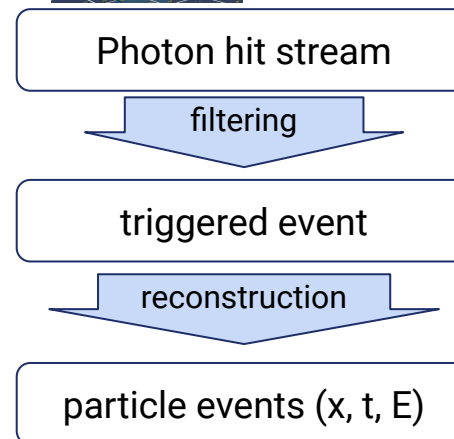 Photon hit stream
filtering
triggered event
reconstruction
particle events (x, t, E)